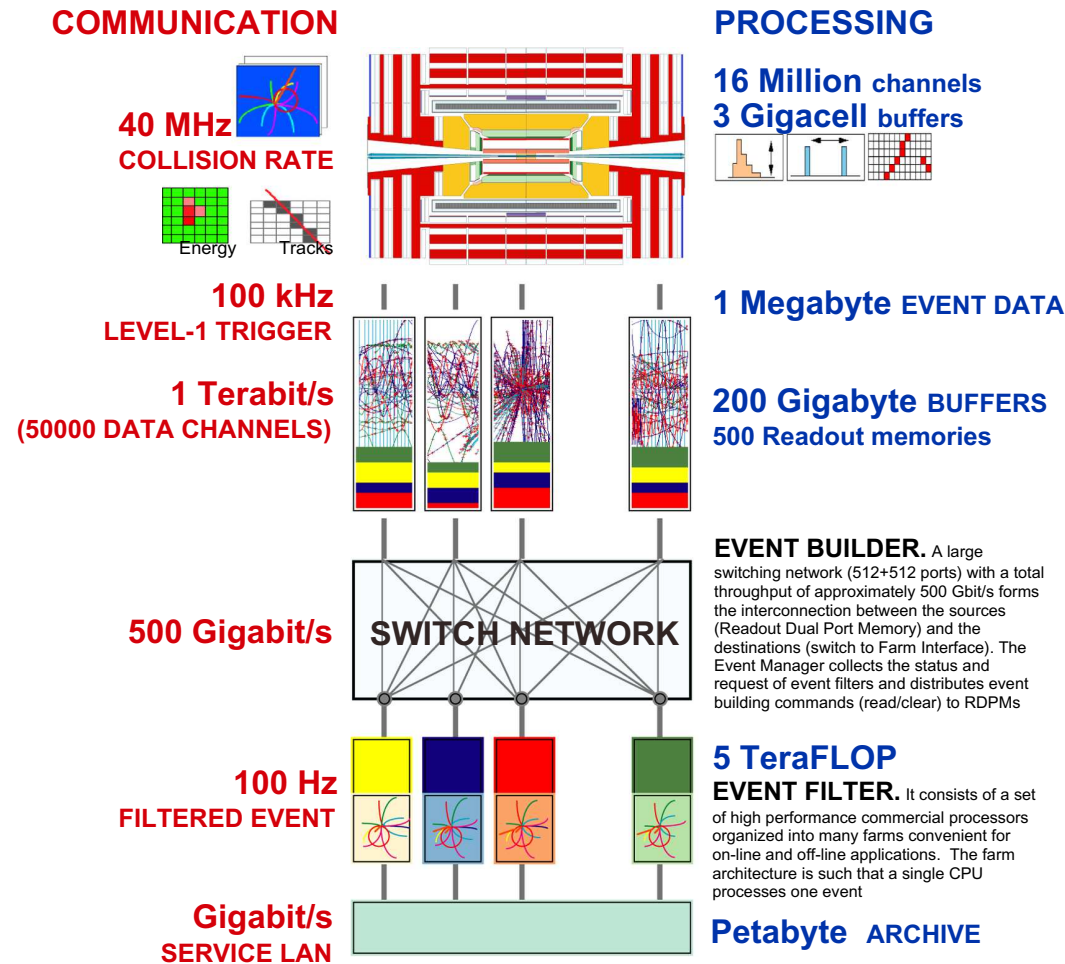 COMMUNICATION
PROCESSING
40 MHz
COLLISION RATE
16 Million channels
3 Gigacell buffers
Energy
Tracks
100 kHz
LEVEL-1 TRIGGER
1 Megabyte EVENT DATA
1 Terabit/s
(50000 DATA CHANNELS)
200 Gigabyte BUFFERS
500 Readout memories
500 Gigabit/s
SWITCH NETWORK
EVENT BUILDER. A large
switching network (512+512 ports) with a total
throughput of approximately 500 Gbit/s forms
the interconnection between the sources
(Readout Dual Port Memory) and the
destinations (switch to Farm Interface). The
Event Manager collects the status and
request of event filters and distributes event
building commands (read/clear) to RDPMs
100 Hz
FILTERED EVENT
5 TeraFLOP
EVENT FILTER. It consists of a set
of high performance commercial processors
organized into many farms convenient for
on-line and off-line applications. The farm
architecture is such that a single CPU
processes one event
Gigabit/s
SERVICE LAN
Petabyte ARCHIVE